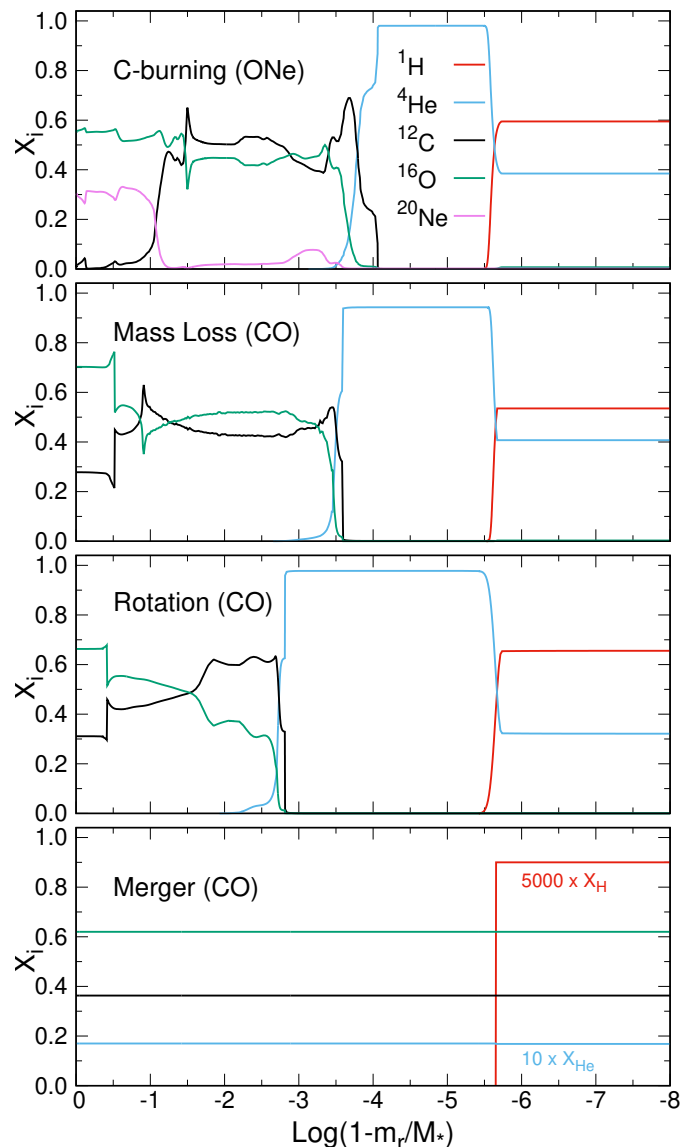 1.0
C-burning (ONe)
¹H
0.8
⁴He
0.6
¹²C
X_i
0.4
¹⁶O
0.2
²⁰Ne
0.0
1.0
0.8
Mass Loss (CO)
0.6
X_i
0.4
0.2
0.0
1.0
0.8
Rotation (CO)
0.6
X_i
0.4
0.2
0.0
1.0
0.8
Merger (CO)
5000 x X_H
0.6
X_i
0.4
0.2
10 x X_He
0.0
0 -1 -2 -3 -4 -5 -6 -7 -8
Log(1-m_r/M_*)